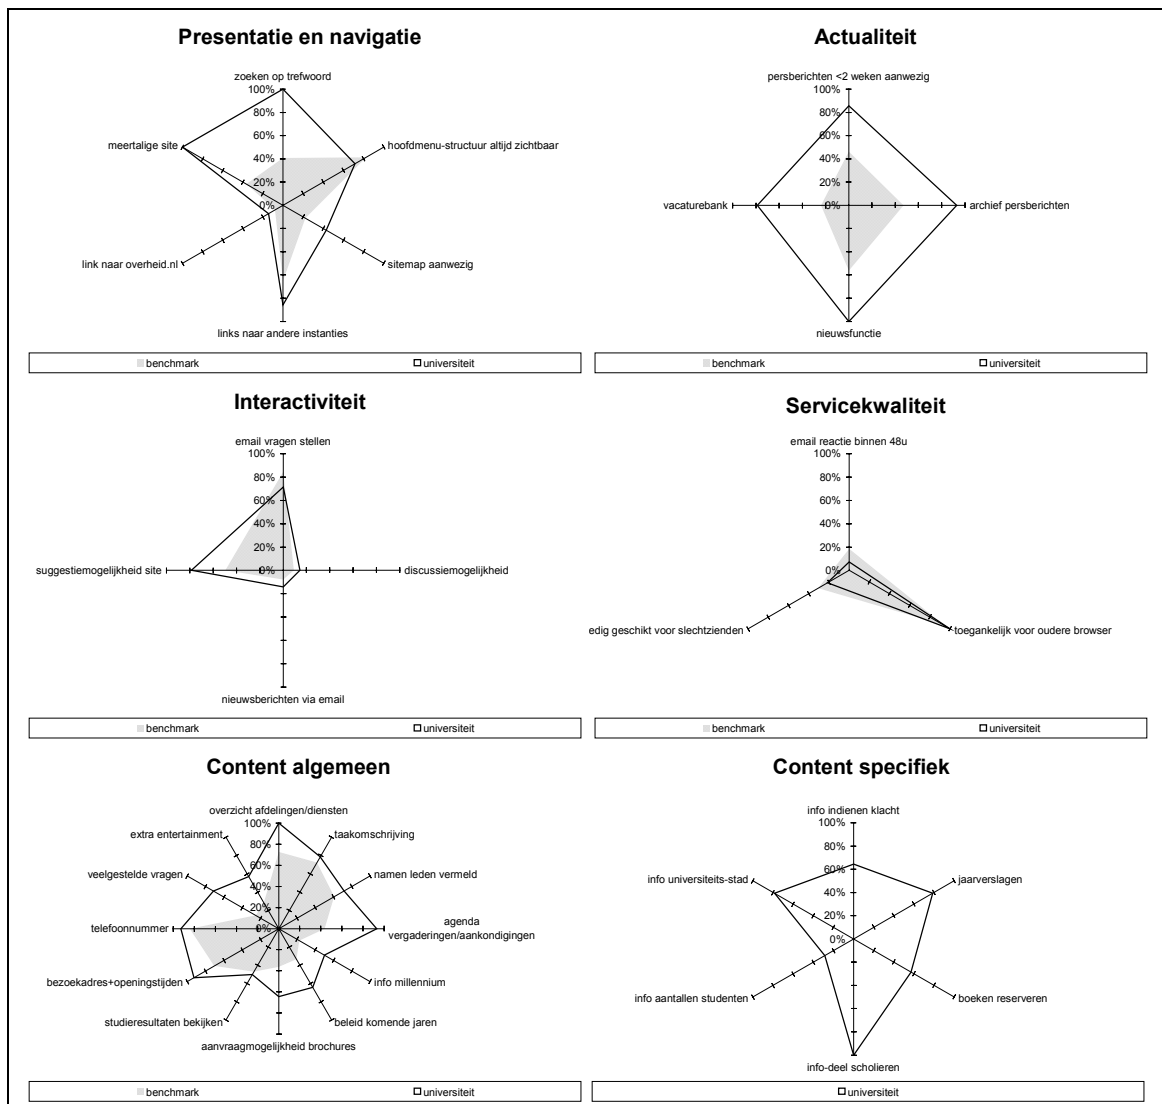 Presentatie en navigatie
zoeken op trefwoord
100%
80%
60%
40%
20%
0%
meertalige site
hoofdmenu-structuur altijd zichtbaar
link naar overheid.nl
sitemap aanwezig
links naar andere instanties
benchmark
universiteit
Actualiteit
persberichten <2 weken aanwezig
100%
80%
60%
40%
20%
0%
vacaturebank
archief persberichten
nieuwsfunctie
benchmark
universiteit
Interactiviteit
email vragen stellen
100%
80%
60%
40%
20%
0%
suggestiemogelijkheid site
discussiemogelijkheid
nieuwsberichten via email
benchmark
universiteit
Servicekwaliteit
email reactie binnen 48u
100%
80%
60%
40%
20%
0%
edig geschikt voor slechtzienden
toegankelijk voor oudere browser
benchmark
universiteit
Content algemeen
overzicht afdelingen/diensten
100%
80%
60%
40%
20%
0%
extra entertainment
taakomschrijving
veelgestelde vragen
namen leden vermeld
telefoonnummer
agenda
vergaderingen/aankondigingen
bezoekadres+openingstijden
info millennium
studieresultaten bekijken
beleid komende jaren
aanvraagmogelijkheid brochures
benchmark
universiteit
Content specifiek
info indienen klacht
100%
80%
60%
40%
20%
0%
info universiteits-stad
jaarverslagen
info aantallen studenten
boeken reserveren
info-deel scholieren
universiteit